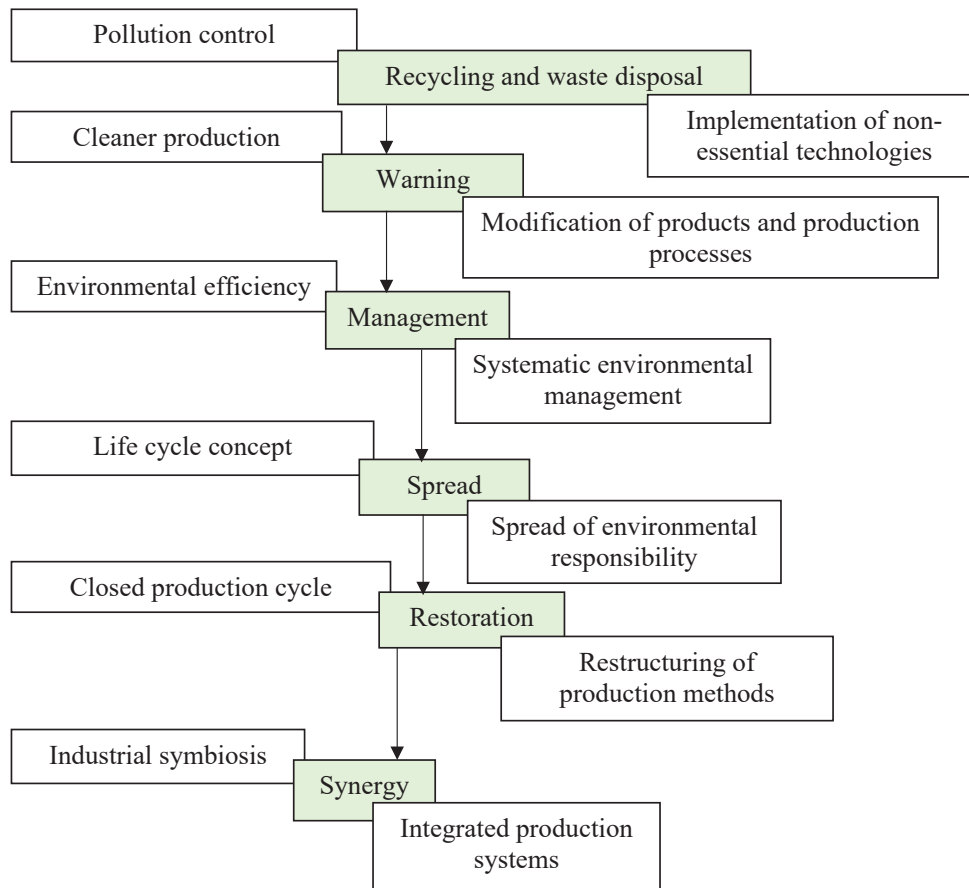 Pollution control
Recycling and waste disposal
Implementation of non-
essential technologies
Cleaner production
Warning
Modification of products and production
processes
Environmental efficiency
Management
Systematic environmental
management
Life cycle concept
Spread
Spread of environmental
responsibility
Closed production cycle
Restoration
Restructuring of
production methods
Industrial symbiosis
Synergy
Integrated production
systems